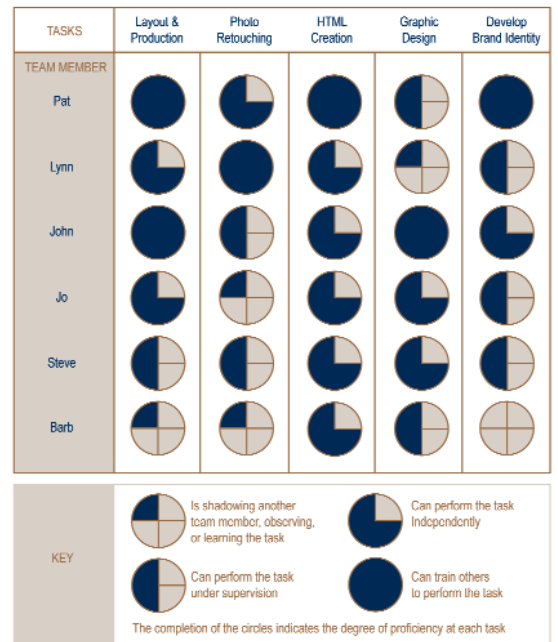 TASKS
Layout &
Production
Photo
Retouching
HTML
Creation
Graphic
Design
Develop
Brand Identity
TEAM MEMBER
Pat
Lynn
John
Jo
Steve
Barb
KEY
Is shadowing another
team member, observing,
or learning the task
Can perform the task
Independently
Can perform the task
under supervision
Can train others
to perform the task
The completion of the circles indicates the degree of proficiency at each task